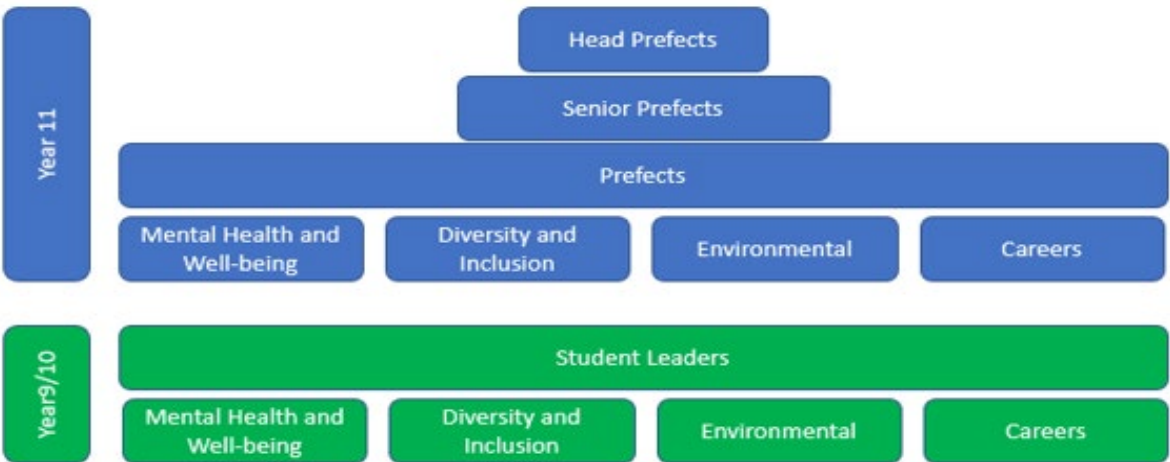 Year 11
Head Prefects
Senior Prefects
Prefects
Mental Health and
Well-being
Diversity and
Inclusion
Environmental
Careers
Year9/10
Student Leaders
Mental Health and
Well-being
Diversity and
Inclusion
Environmental
Careers